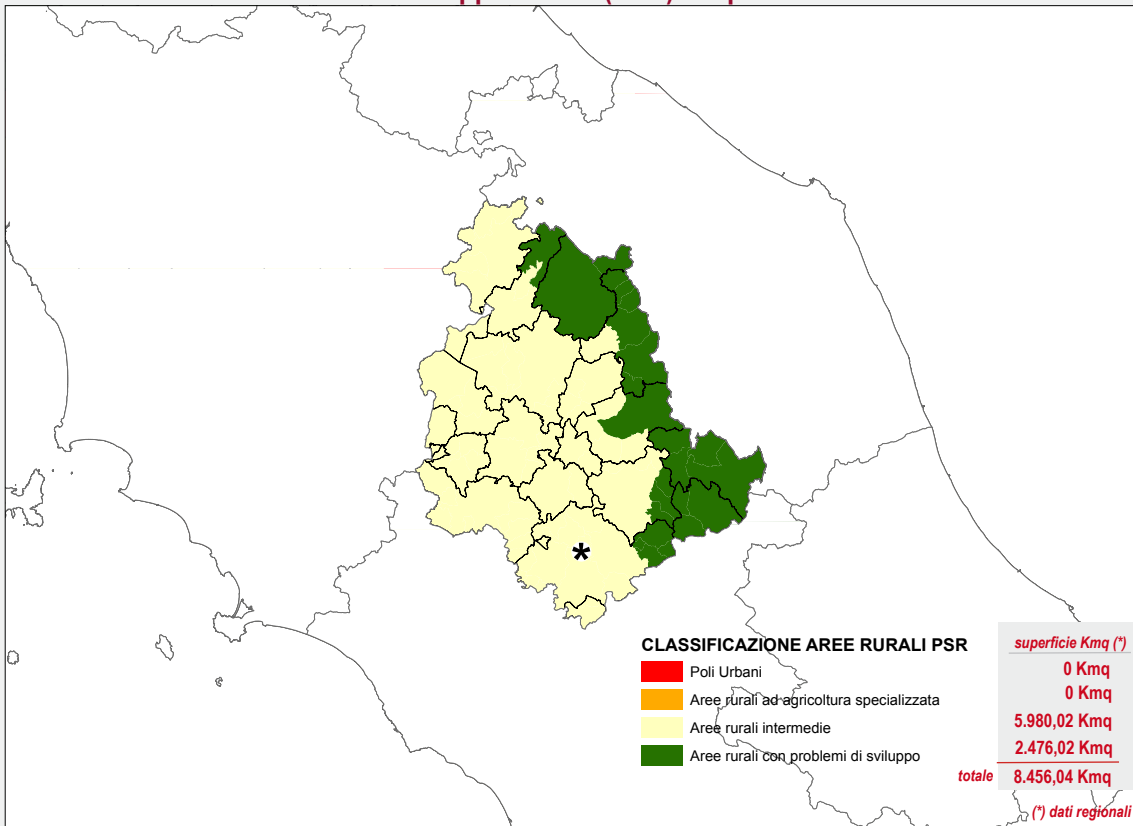 *
CLASSIFICAZIONE AREE RURALI PSR
superficie Kmq (*)
Poli Urbani
0 Kmq
Aree rurali ad agricoltura specializzata
0 Kmq
Aree rurali intermedie
5.980,02 Kmq
Aree rurali con problemi di sviluppo
2.476,02 Kmq
totale 8.456,04 Kmq
(*) dati regionali